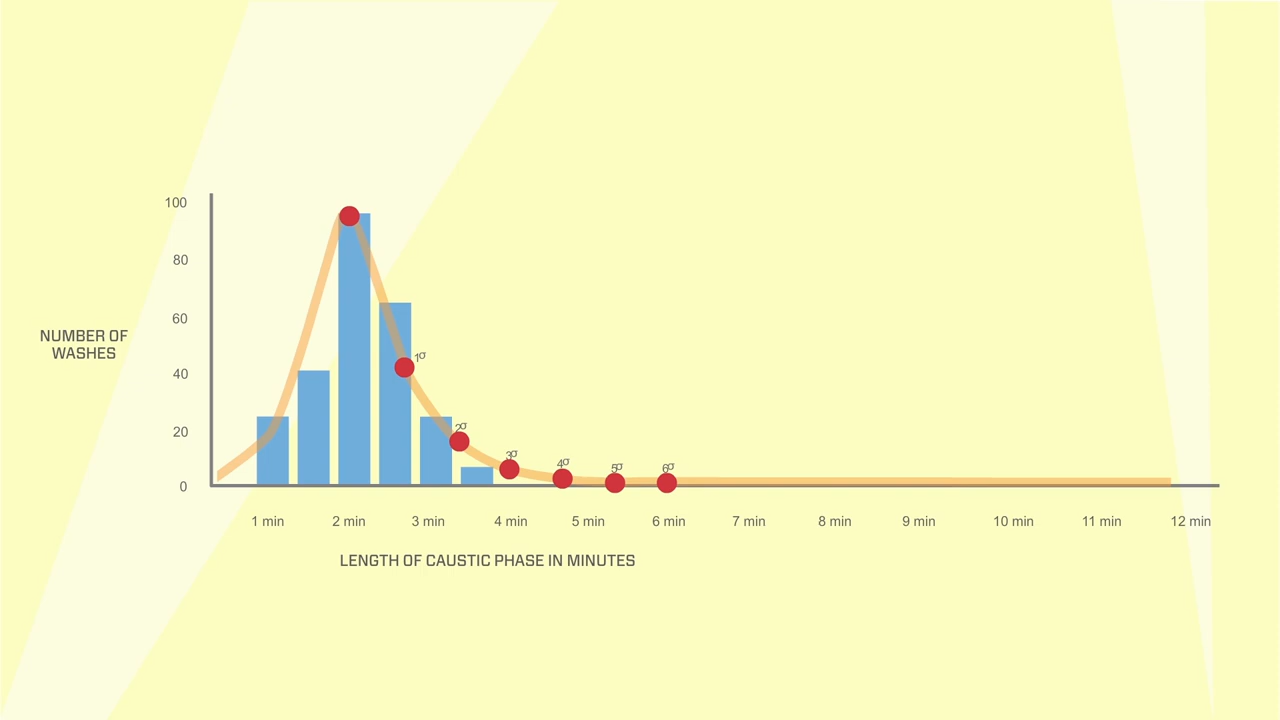 100
80
60
40
20
0
NUMBER OF
WASHES
1σ
2σ
3σ
4σ
5σ
6σ
1 min 2 min 3 min 4 min 5 min 6 min 7 min 8 min 9 min 10 min 11 min 12 min
LENGTH OF CAUSTIC PHASE IN MINUTES